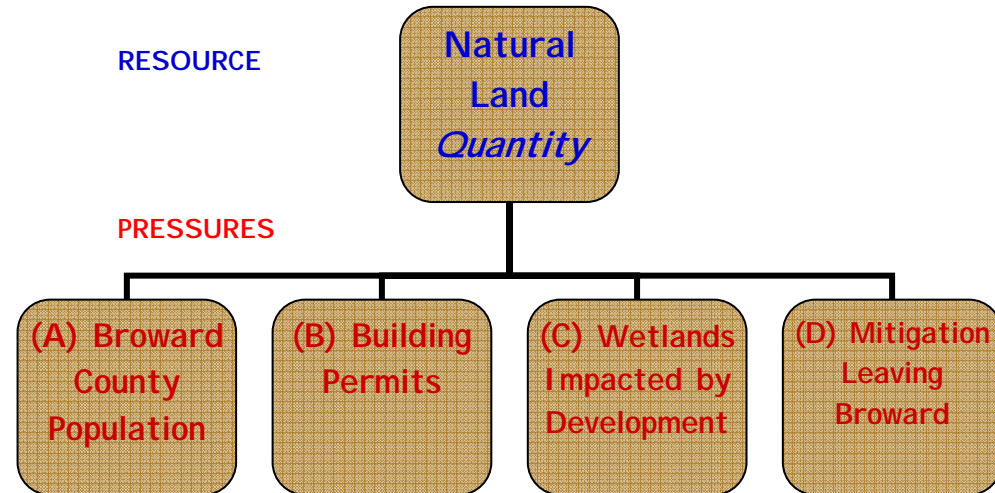 RESOURCE
Natural
Land
Quantity
PRESSURES
(A) Broward
County
Population
(B) Building
Permits
(C) Wetlands
Impacted by
Development
(D) Mitigation
Leaving
Broward